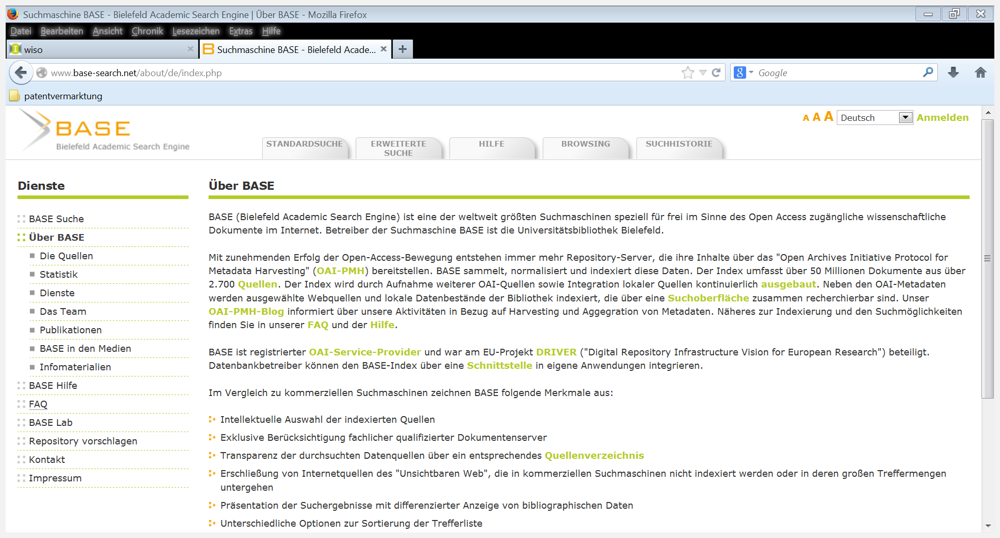 Suchmaschine BASE - Bielefeld Academic Search Engine | Über BASE - Mozilla Firefox
Datei Bearbeiten Ansicht Chronik Lesezeichen Extras Hilfe
wiso
Suchmaschine BASE - Bielefeld Acade...
www.base-search.net/about/de/index.php
Google
patentvermarktung
BASE
Bielefeld Academic Search Engine
A A A Deutsch Anmelden
STANDARDSUCHE
ERWEITERTE
SUCHE
HILFE
BROWSING
SUCHHISTORIE
Dienste
BASE Suche
Über BASE
Die Quellen
Statistik
Dienste
Das Team
Publikationen
BASE in den Medien
Infomaterialien
BASE Hilfe
FAQ
BASE Lab
Repository vorschlagen
Kontakt
Impressum
Über BASE
BASE (Bielefeld Academic Search Engine) ist eine der weltweit größten Suchmaschinen speziell für frei im Sinne des Open Access zugängliche wissenschaftliche
Dokumente im Internet. Betreiber der Suchmaschine BASE ist die Universitätsbibliothek Bielefeld.
Mit zunehmenden Erfolg der Open-Access-Bewegung entstehen immer mehr Repository-Server, die ihre Inhalte über das "Open Archives Initiative Protocol for
Metadata Harvesting" (OAI-PMH) bereitstellen. BASE sammelt, normalisiert und indexiert diese Daten. Der Index umfasst über 50 Millionen Dokumente aus über
2.700 Quellen. Der Index wird durch Aufnahme weiterer OAI-Quellen sowie Integration lokaler Quellen kontinuierlich ausgebaut. Neben den OAI-Metadaten
werden ausgewählte Webquellen und lokale Datenbestände der Bibliothek indexiert, die über eine Suchoberfläche zusammen recherchierbar sind. Unser
OAI-PMH-Blog informiert über unsere Aktivitäten in Bezug auf Harvesting und Aggegration von Metadaten. Näheres zur Indexierung und den Suchmöglichkeiten
finden Sie in unserer FAQ und der Hilfe.
BASE ist registrierter OAI-Service-Provider und war am EU-Projekt DRIVER ("Digital Repository Infrastructure Vision for European Research") beteiligt.
Datenbankbetreiber können den BASE-Index über eine Schnittstelle in eigene Anwendungen integrieren.
Im Vergleich zu kommerziellen Suchmaschinen zeichnen BASE folgende Merkmale aus:
Intellektuelle Auswahl der indexierten Quellen
Exklusive Berücksichtigung fachlicher qualifizierter Dokumentenserver
Transparenz der durchsuchten Datenquellen über ein entsprechendes Quellenverzeichnis
Erschließung von Internetquellen des "Unsichtbaren Web", die in kommerziellen Suchmaschinen nicht indexiert werden oder in deren großen Treffermengen
untergehen
Präsentation der Suchergebnisse mit differenzierter Anzeige von bibliographischen Daten
Unterschiedliche Optionen zur Sortierung der Trefferliste